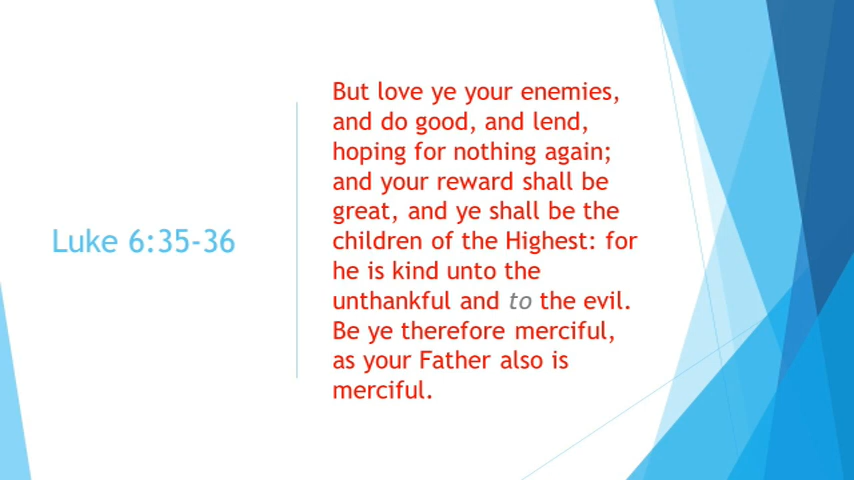 Luke 6:35-36
But love ye your enemies,
and do good, and lend,
hoping for nothing again;
and your reward shall be
great, and ye shall be the
children of the Highest: for
he is kind unto the
unthankful and to the evil.
Be ye therefore merciful,
as your Father also is
merciful.